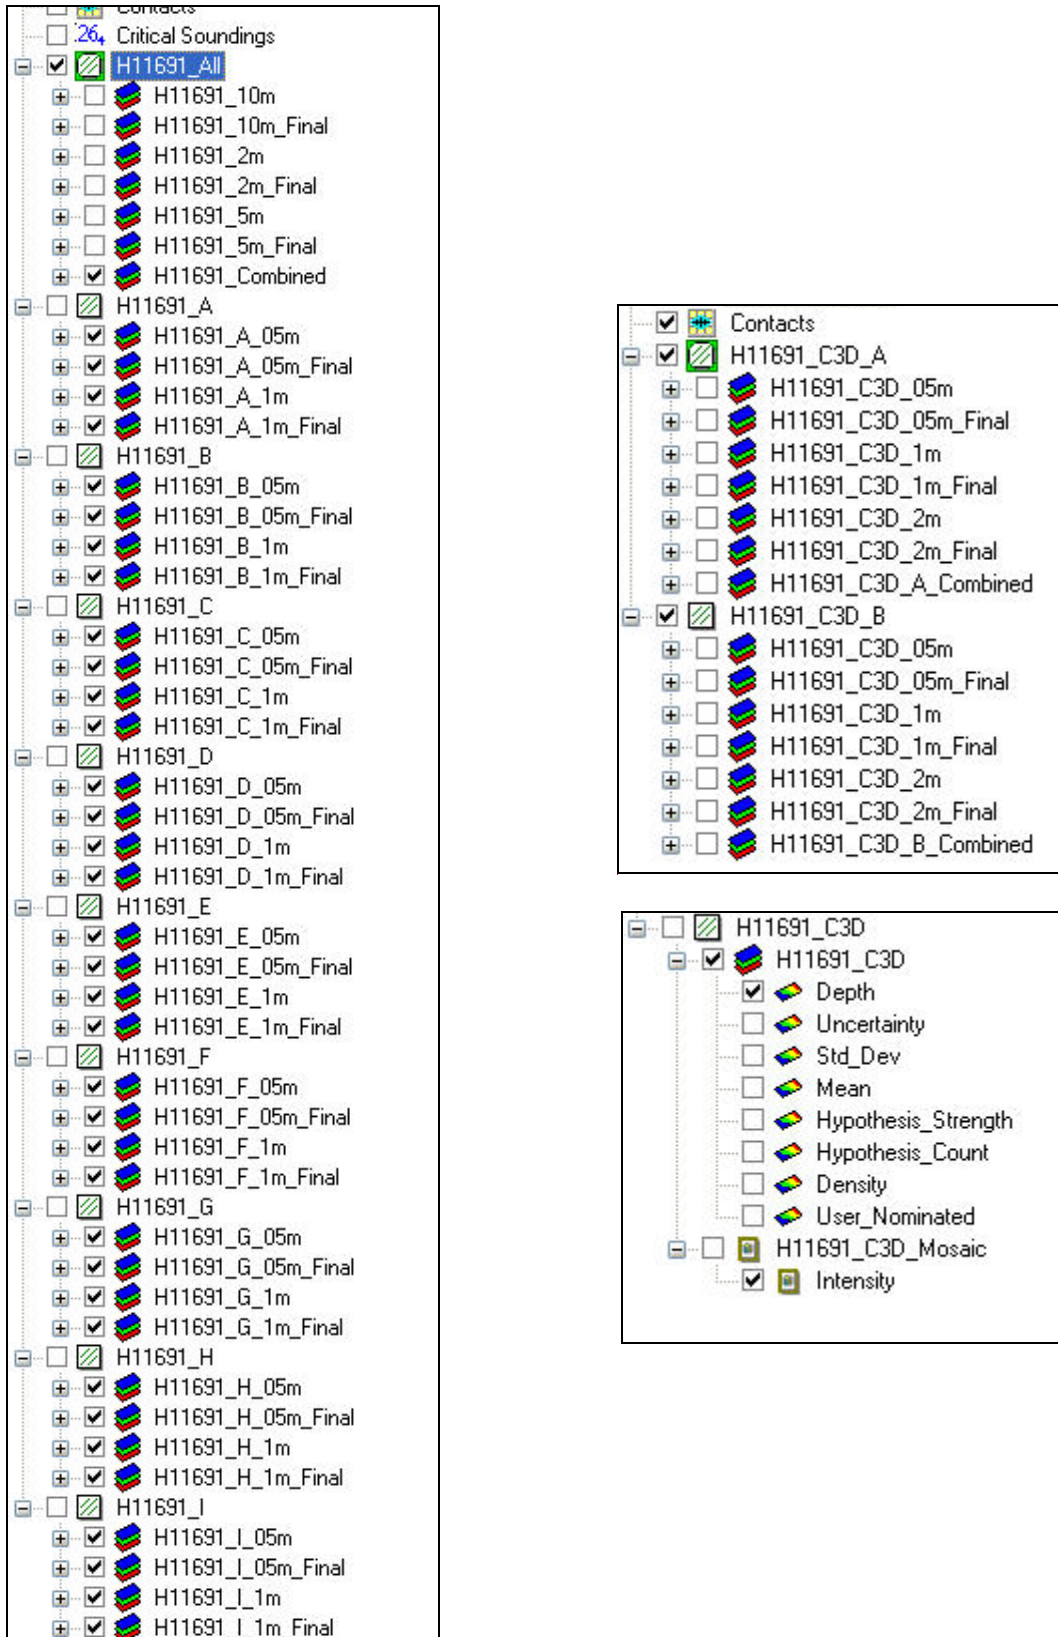 Contacts
26₄ Critical Soundings
H11691_All
H11691_10m
H11691_10m_Final
H11691_2m
H11691_2m_Final
H11691_5m
H11691_5m_Final
H11691_Combined
H11691_A
H11691_A_05m
H11691_A_05m_Final
H11691_A_1m
H11691_A_1m_Final
H11691_B
H11691_B_05m
H11691_B_05m_Final
H11691_B_1m
H11691_B_1m_Final
H11691_C
H11691_C_05m
H11691_C_05m_Final
H11691_C_1m
H11691_C_1m_Final
H11691_D
H11691_D_05m
H11691_D_05m_Final
H11691_D_1m
H11691_D_1m_Final
H11691_E
H11691_E_05m
H11691_E_05m_Final
H11691_E_1m
H11691_E_1m_Final
H11691_F
H11691_F_05m
H11691_F_05m_Final
H11691_F_1m
H11691_F_1m_Final
H11691_G
H11691_G_05m
H11691_G_05m_Final
H11691_G_1m
H11691_G_1m_Final
H11691_H
H11691_H_05m
H11691_H_05m_Final
H11691_H_1m
H11691_H_1m_Final
H11691_I
H11691_I_05m
H11691_I_05m_Final
H11691_I_1m
H11691_I_1m_Final
Contacts
H11691_C3D_A
H11691_C3D_05m
H11691_C3D_05m_Final
H11691_C3D_1m
H11691_C3D_1m_Final
H11691_C3D_2m
H11691_C3D_2m_Final
H11691_C3D_A_Combined
H11691_C3D_B
H11691_C3D_05m
H11691_C3D_05m_Final
H11691_C3D_1m
H11691_C3D_1m_Final
H11691_C3D_2m
H11691_C3D_2m_Final
H11691_C3D_B_Combined
H11691_C3D
H11691_C3D
Depth
Uncertainty
Std_Dev
Mean
Hypothesis_Strength
Hypothesis_Count
Density
User_Nominated
H11691_C3D_Mosaic
Intensity